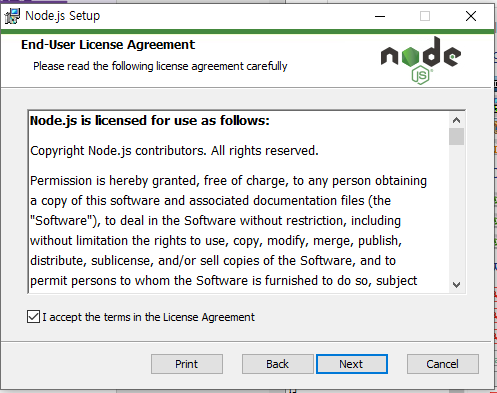 Node.js Setup
End-User License Agreement
Please read the following license agreement carefully
node
JS
Node.js is licensed for use as follows:
Copyright Node.js contributors. All rights reserved.
Permission is hereby granted, free of charge, to any person obtaining
a copy of this software and associated documentation files (the
"Software"), to deal in the Software without restriction, including
without limitation the rights to use, copy, modify, merge, publish,
distribute, sublicense, and/or sell copies of the Software, and to
permit persons to whom the Software is furnished to do so, subject
I accept the terms in the License Agreement
Print
Back
Next
Cancel